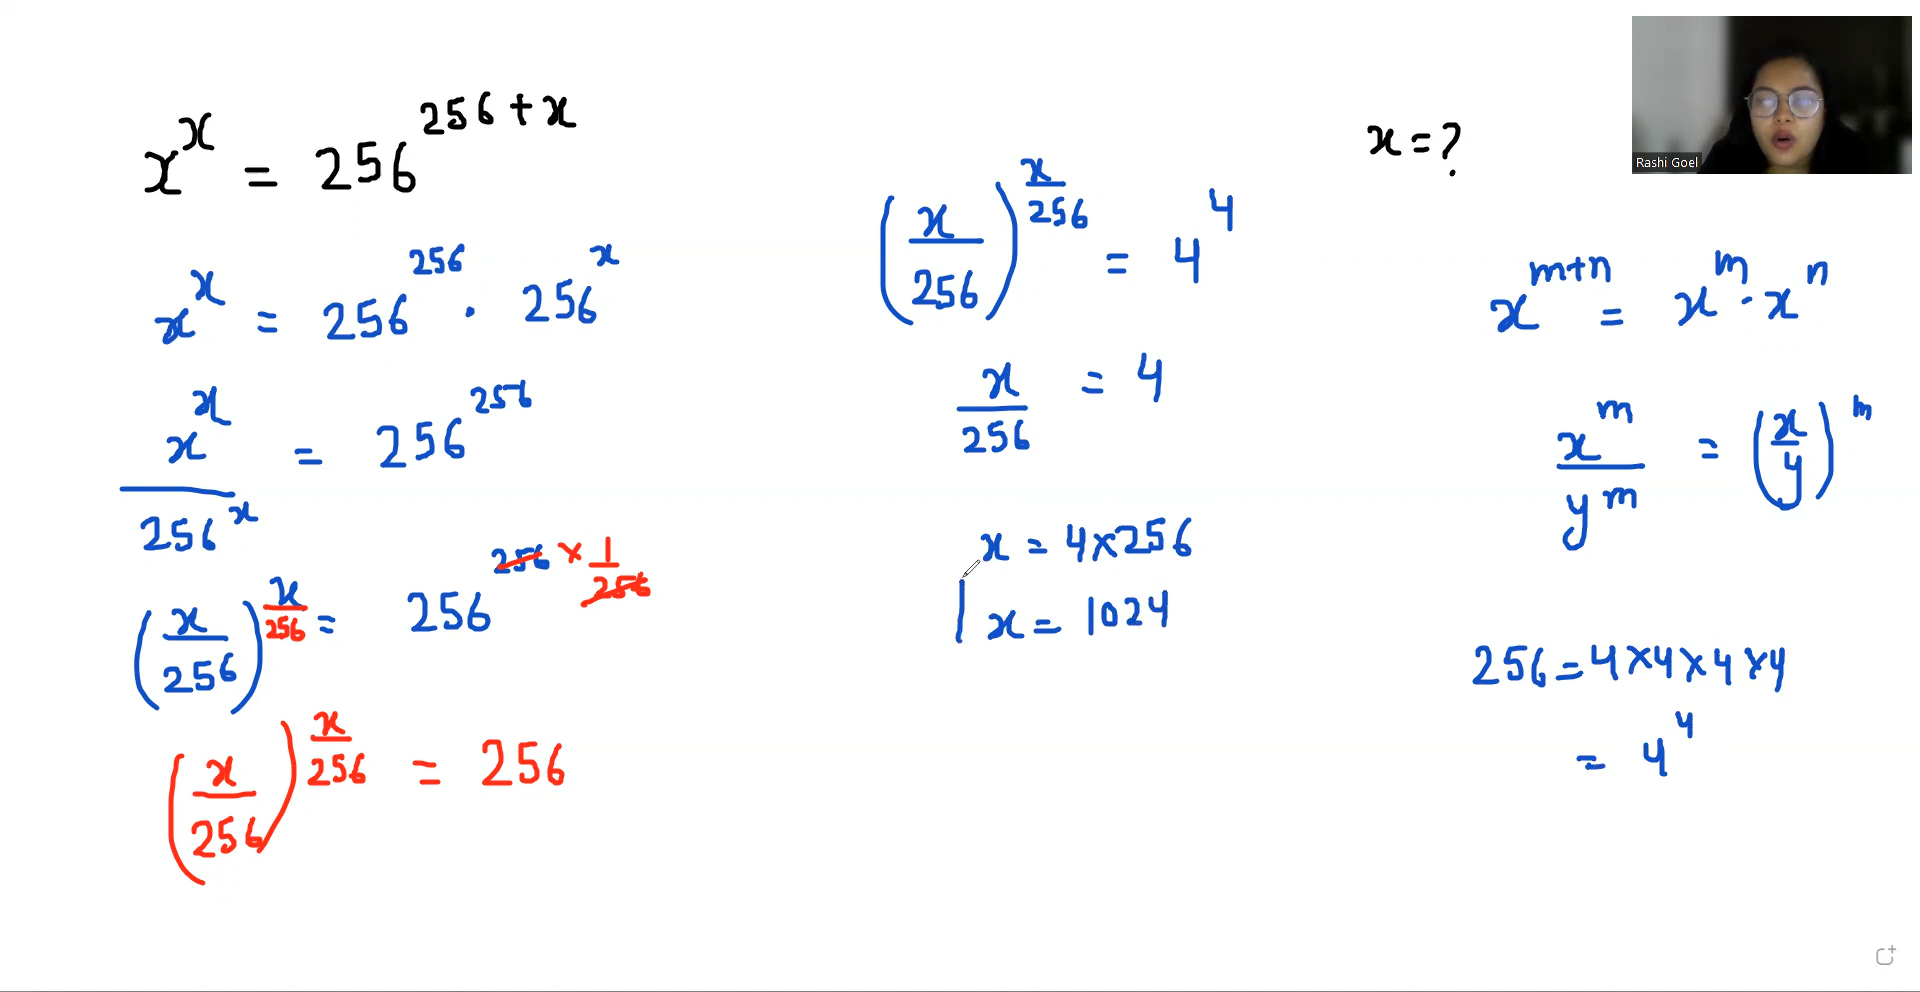 x^x = 256^(256+x)
x^x = 256^256 · 256^x
x^x / 256^x = 256^256
(x/256)^(x/256) = 256^(256 × 1/256)
(x/256)^(x/256) = 256
(x/256)^(x/256) = 4^4
x/256 = 4
x = 4×256
x = 1024
x = ?
Rashi Goel
x^(m+n) = x^m · x^n
x^m / y^m = (x/y)^m
256 = 4×4×4×4
= 4^4